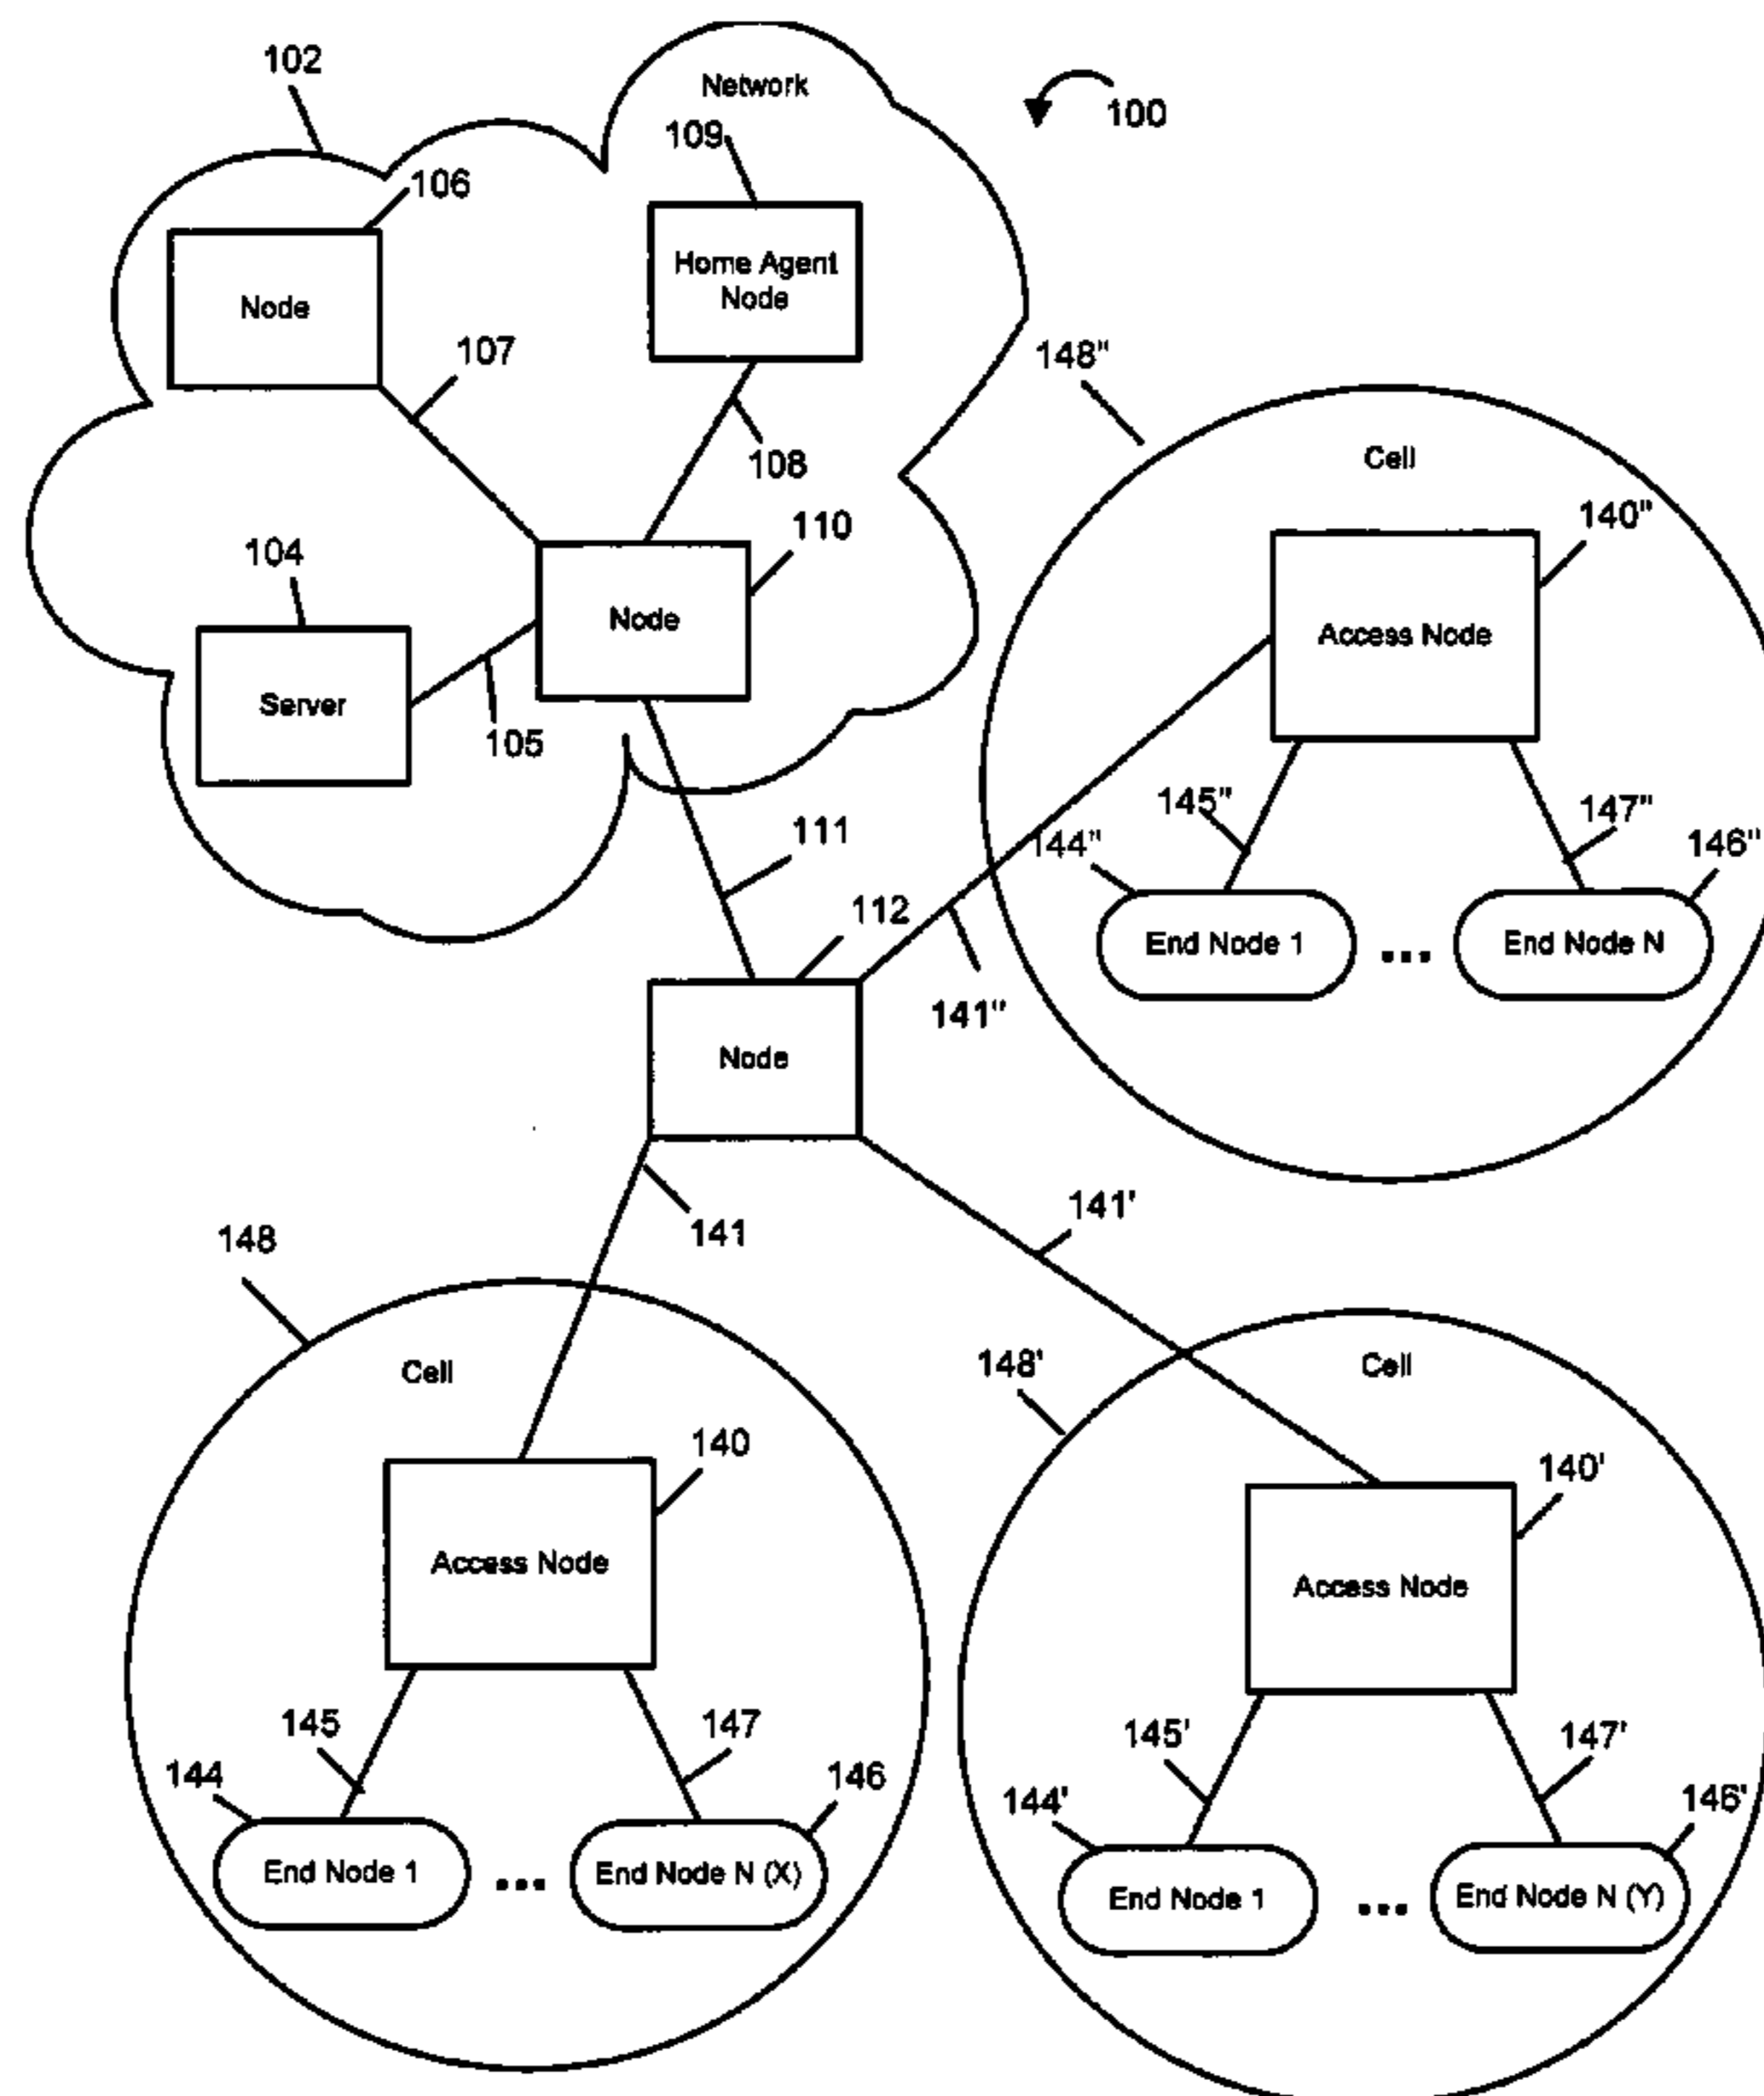 102
Network
100
109
106
Home Agent
Node
Node
107
148"
108
Cell
110
140"
104
Node
Access Node
Server
105
145"
147"
111
144"
146"
112
End Node 1
...
End Node N
141"
Node
141'
141
148
Cell
148'
Cell
140
140'
Access Node
Access Node
145
147
145'
147'
144
146
144'
146'
End Node 1
...
End Node N (X)
End Node 1
...
End Node N (Y)